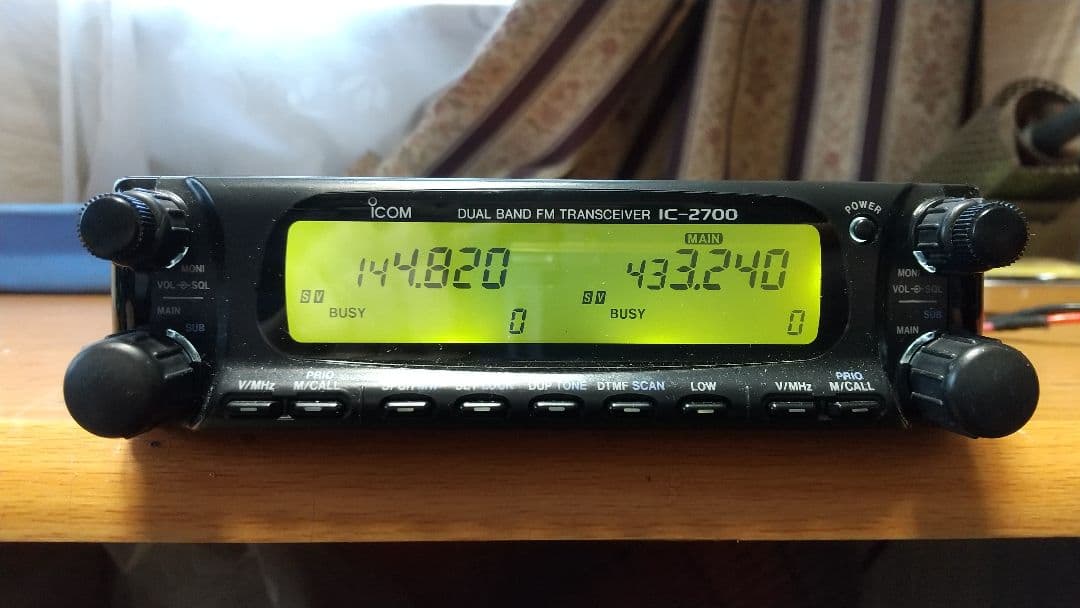 ICOM DUAL BAND FM TRANSCEIVER IC-2700
POWER
MAIN
144.820 433.240
S V BUSY 0
S V BUSY 0
MONI
VOL SQL
MAIN
SUB
MONI
VOL SQL
SUB
MAIN
PRIO PRIO
V/MHz M/CALL DUP TONE DTMF SCAN LOW V/MHz M/CALL